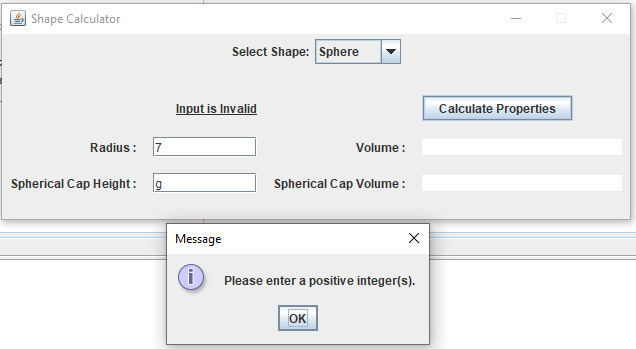 Shape Calculator
Select Shape: Sphere
Input is Invalid
Calculate Properties
Radius : 7
Volume :
Spherical Cap Height : g
Spherical Cap Volume :
Message
Please enter a positive integer(s).
OK